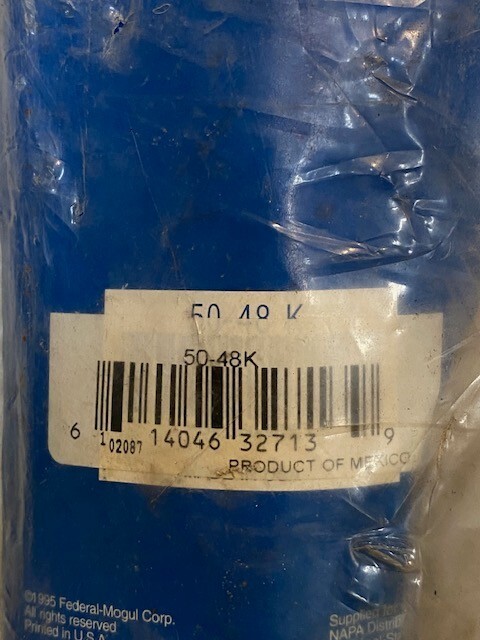 50-48 K
50-48K
6 1 02087 14046 32713 9
PRODUCT OF MEXICO
©1995 Federal-Mogul Corp.
All rights reserved
Printed in U.S.A.
Supplied
NAPA